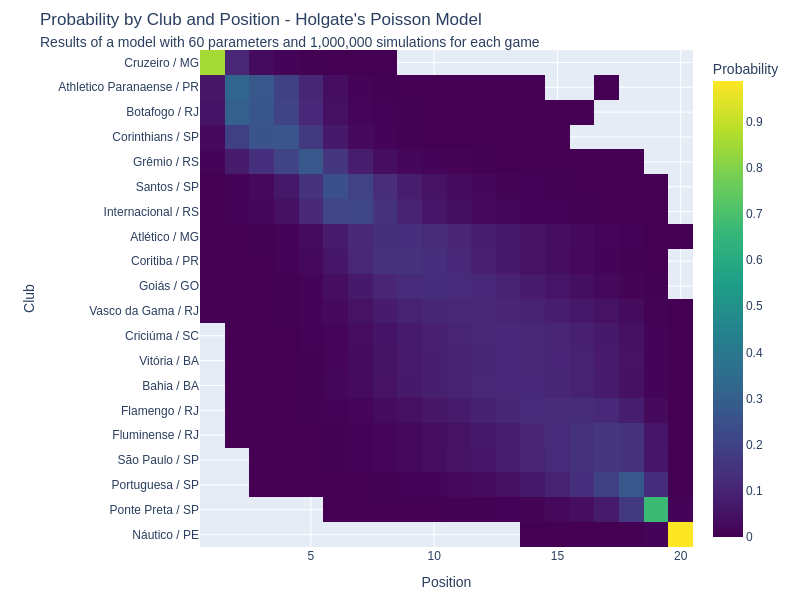 Probability by Club and Position - Holgate's Poisson Model
Results of a model with 60 parameters and 1,000,000 simulations for each game
Probability
Cruzeiro / MG
Athletico Paranaense / PR
Botafogo / RJ
Corinthians / SP
Grêmio / RS
Santos / SP
Internacional / RS
Atlético / MG
Coritiba / PR
Goiás / GO
Vasco da Gama / RJ
Criciúma / SC
Vitória / BA
Bahia / BA
Flamengo / RJ
Fluminense / RJ
São Paulo / SP
Portuguesa / SP
Ponte Preta / SP
Náutico / PE
Club
5
10
15
20
Position
0.9
0.8
0.7
0.6
0.5
0.4
0.3
0.2
0.1
0